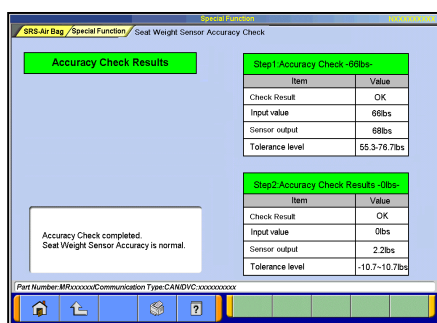 Special Function
NXXXXXXXXX
SRS-Air Bag
Special Function
Seat Weight Sensor Accuracy Check
Accuracy Check Results
Step1:Accuracy Check -66lbs-
Item Value
Check Result OK
Input value 66lbs
Sensor output 68lbs
Tolerance level 55.3-76.7lbs
Step2:Accuracy Check Results -0lbs-
Item Value
Check Result OK
Input value 0lbs
Sensor output 2.2lbs
Tolerance level -10.7~10.7lbs
Accuracy Check completed.
Seat Weight Sensor Accuracy is normal.
Part Number:MRxxxxxx/Communication Type:CAN/DVC:xxxxxxxxxx
?